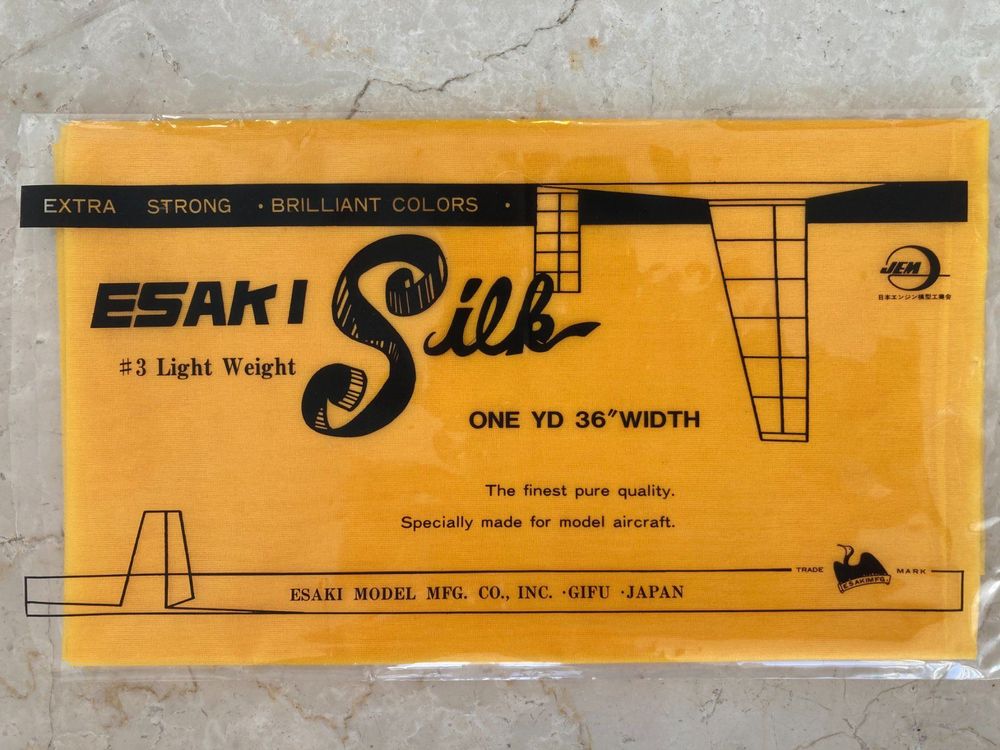 EXTRA STRONG · BRILLIANT COLORS ·
ESAKI Silk
#3 Light Weight
JEM
日本エンジン模型工業会
ONE YD 36″WIDTH
The finest pure quality.
Specially made for model aircraft.
TRADE MARK
ESAKI MFG.
ESAKI MODEL MFG. CO., INC. ·GIFU ·JAPAN